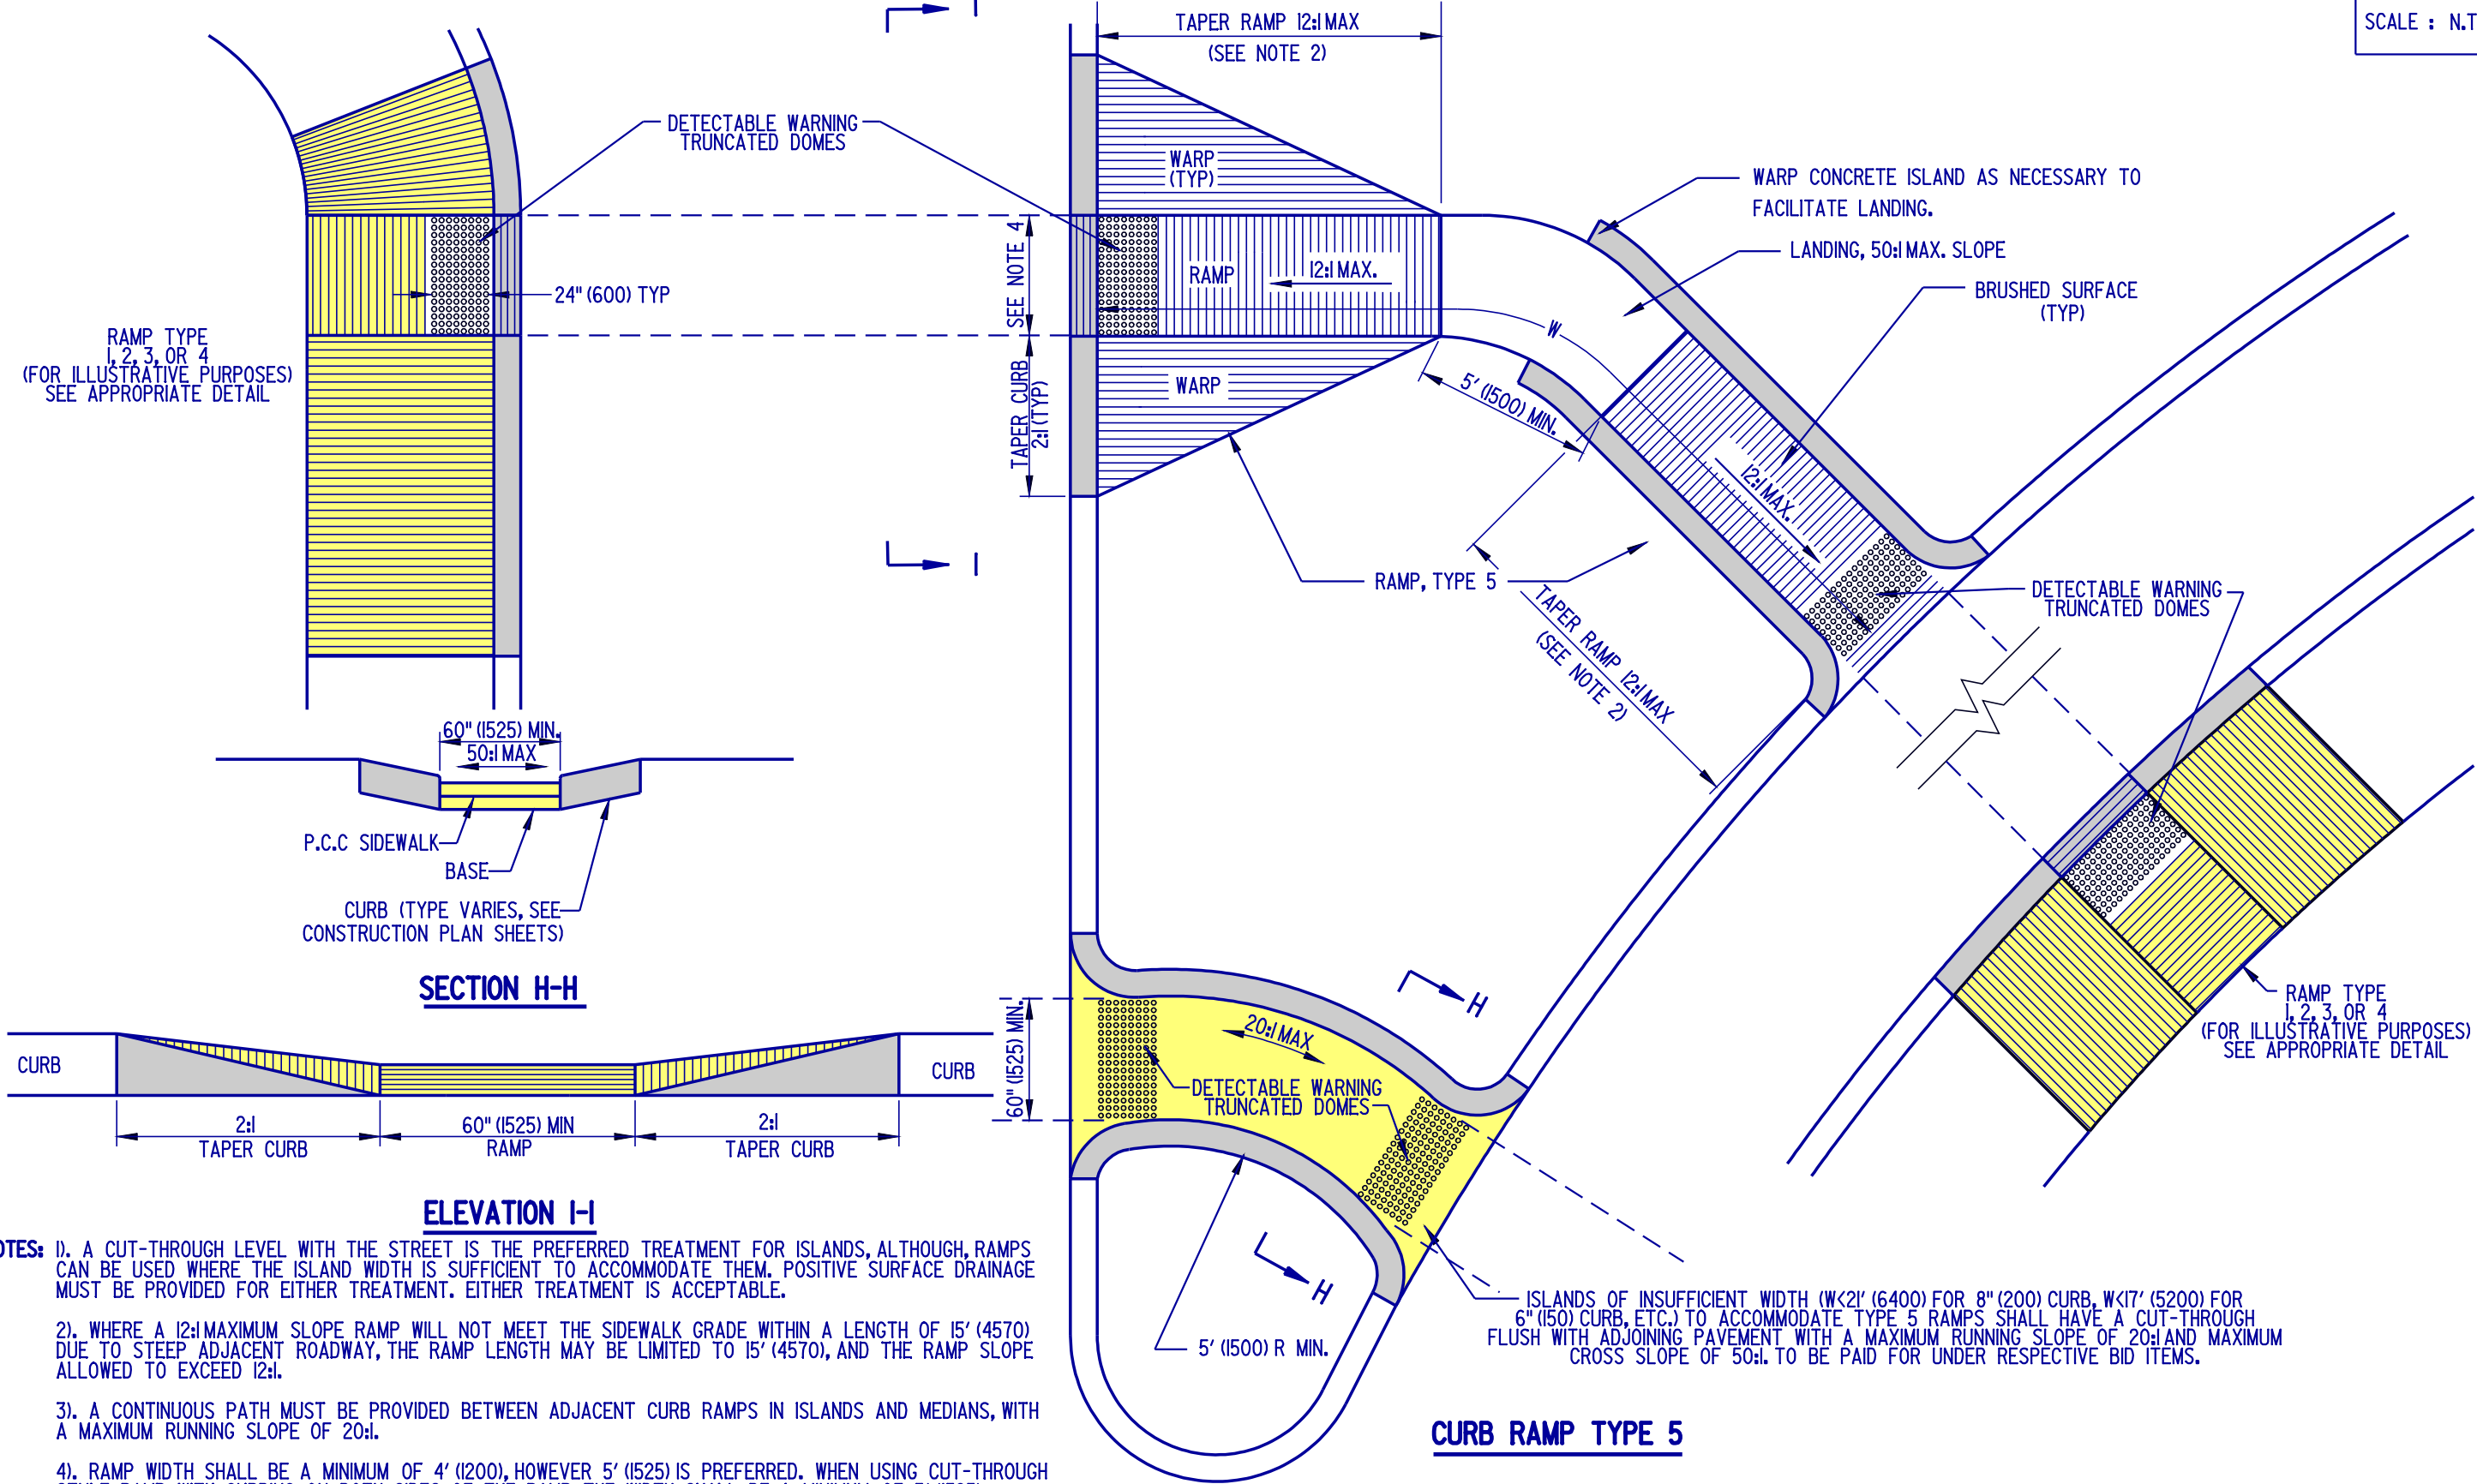 SCALE : N.T
TAPER RAMP 12:1 MAX
(SEE NOTE 2)
I
DETECTABLE WARNING
TRUNCATED DOMES
WARP
(TYP)
WARP CONCRETE ISLAND AS NECESSARY TO
FACILITATE LANDING.
LANDING, 50:1 MAX. SLOPE
BRUSHED SURFACE
(TYP)
SEE NOTE 4
RAMP
12:1 MAX.
24" (600) TYP
W
RAMP TYPE
1, 2, 3, OR 4
(FOR ILLUSTRATIVE PURPOSES)
SEE APPROPRIATE DETAIL
TAPER CURB
2:1 (TYP)
WARP
5' (1500) MIN.
12:1 MAX.
I
RAMP, TYPE 5
DETECTABLE WARNING
TRUNCATED DOMES
TAPER RAMP 12:1 MAX
(SEE NOTE 2)
60" (1525) MIN.
50:1 MAX
P.C.C SIDEWALK
BASE
CURB (TYPE VARIES, SEE
CONSTRUCTION PLAN SHEETS)
SECTION H-H
H
RAMP TYPE
1, 2, 3, OR 4
(FOR ILLUSTRATIVE PURPOSES)
SEE APPROPRIATE DETAIL
60" (1525) MIN.
20:1 MAX
DETECTABLE WARNING
TRUNCATED DOMES
CURB
CURB
2:1
TAPER CURB
60" (1525) MIN
RAMP
2:1
TAPER CURB
ELEVATION I-I
H
5' (1500) R MIN.
ISLANDS OF INSUFFICIENT WIDTH (W<21' (6400) FOR 8" (200) CURB, W<17' (5200) FOR
6" (150) CURB, ETC.) TO ACCOMMODATE TYPE 5 RAMPS SHALL HAVE A CUT-THROUGH
FLUSH WITH ADJOINING PAVEMENT WITH A MAXIMUM RUNNING SLOPE OF 20:1 AND MAXIMUM
CROSS SLOPE OF 50:1. TO BE PAID FOR UNDER RESPECTIVE BID ITEMS.
CURB RAMP TYPE 5
OTES: 1). A CUT-THROUGH LEVEL WITH THE STREET IS THE PREFERRED TREATMENT FOR ISLANDS, ALTHOUGH, RAMPS
CAN BE USED WHERE THE ISLAND WIDTH IS SUFFICIENT TO ACCOMMODATE THEM. POSITIVE SURFACE DRAINAGE
MUST BE PROVIDED FOR EITHER TREATMENT. EITHER TREATMENT IS ACCEPTABLE.
2). WHERE A 12:1 MAXIMUM SLOPE RAMP WILL NOT MEET THE SIDEWALK GRADE WITHIN A LENGTH OF 15' (4570)
DUE TO STEEP ADJACENT ROADWAY, THE RAMP LENGTH MAY BE LIMITED TO 15' (4570), AND THE RAMP SLOPE
ALLOWED TO EXCEED 12:1.
3). A CONTINUOUS PATH MUST BE PROVIDED BETWEEN ADJACENT CURB RAMPS IN ISLANDS AND MEDIANS, WITH
A MAXIMUM RUNNING SLOPE OF 20:1.
4). RAMP WIDTH SHALL BE A MINIMUM OF 4' (1200), HOWEVER 5' (1525) IS PREFERRED. WHEN USING CUT-THROUGH